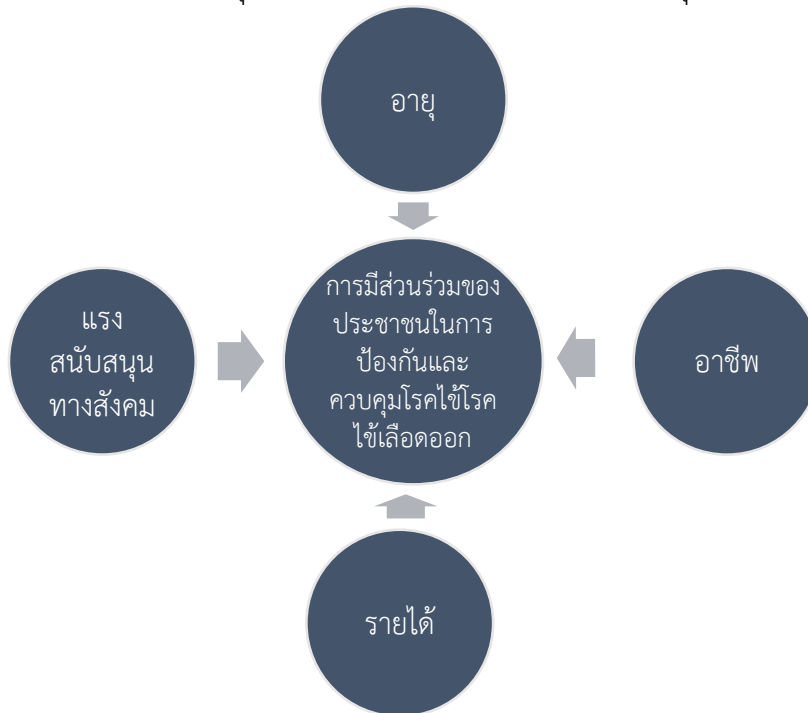 อายุ
การมีส่วนร่วมของ
ประชาชนในการ
ป้องกันและ
ควบคุมโรคไข้โรค
ไข้เลือดออก
แรง
สนับสนุน
ทางสังคม
อาชีพ
รายได้